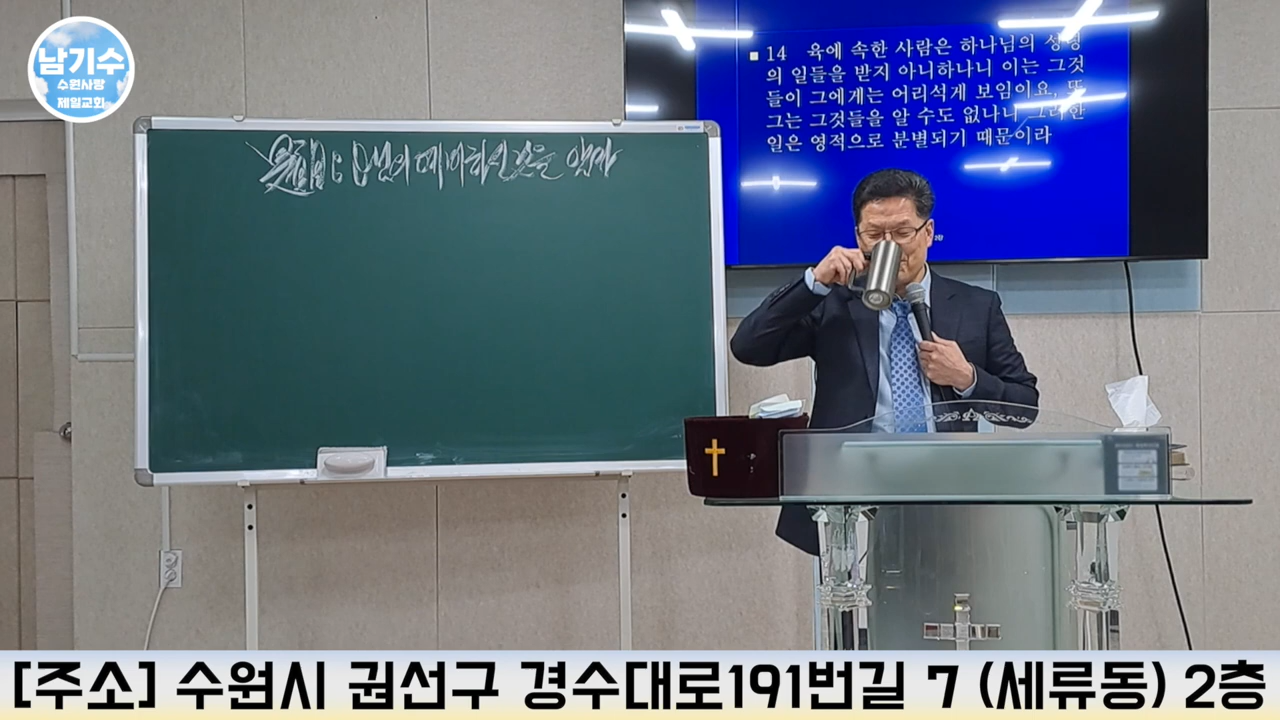 남기수
수원사랑
제일교회
■ 14 육에 속한 사람은 하나님의 성령
의 일들을 받지 아니하나니 이는 그것
들이 그에게는 어리석게 보임이요, 또
그는 그것들을 알 수도 없나니 그러한
일은 영적으로 분별되기 때문이라
[주소] 수원시 권선구 경수대로191번길 7 (세류동) 2층